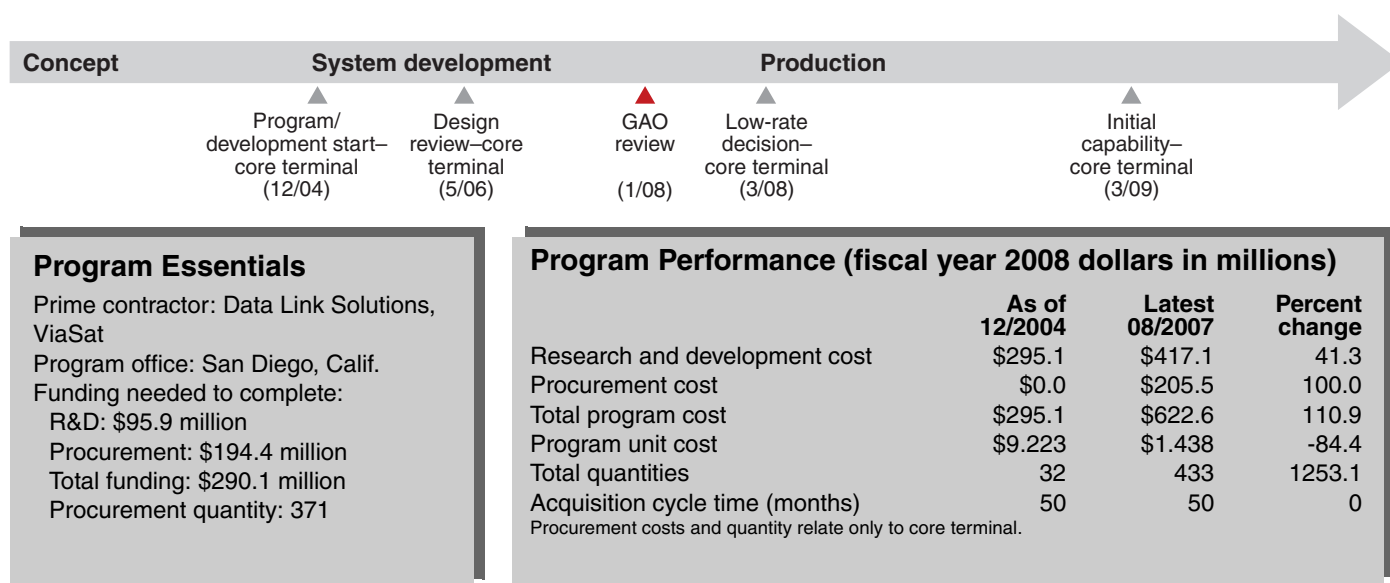 Concept
System development
Production
Program/
development start–
core terminal
(12/04)
Design
review–core
terminal
(5/06)
GAO
review
(1/08)
Low-rate
decision–
core terminal
(3/08)
Initial
capability–
core terminal
(3/09)
Program Essentials
Prime contractor: Data Link Solutions,
ViaSat
Program office: San Diego, Calif.
Funding needed to complete:
R&D: $95.9 million
Procurement: $194.4 million
Total funding: $290.1 million
Procurement quantity: 371
Program Performance (fiscal year 2008 dollars in millions)
As of Latest Percent
12/2004 08/2007 change
Research and development cost $295.1 $417.1 41.3
Procurement cost $0.0 $205.5 100.0
Total program cost $295.1 $622.6 110.9
Program unit cost $9.223 $1.438 -84.4
Total quantities 32 433 1253.1
Acquisition cycle time (months) 50 50 0
Procurement costs and quantity relate only to core terminal.